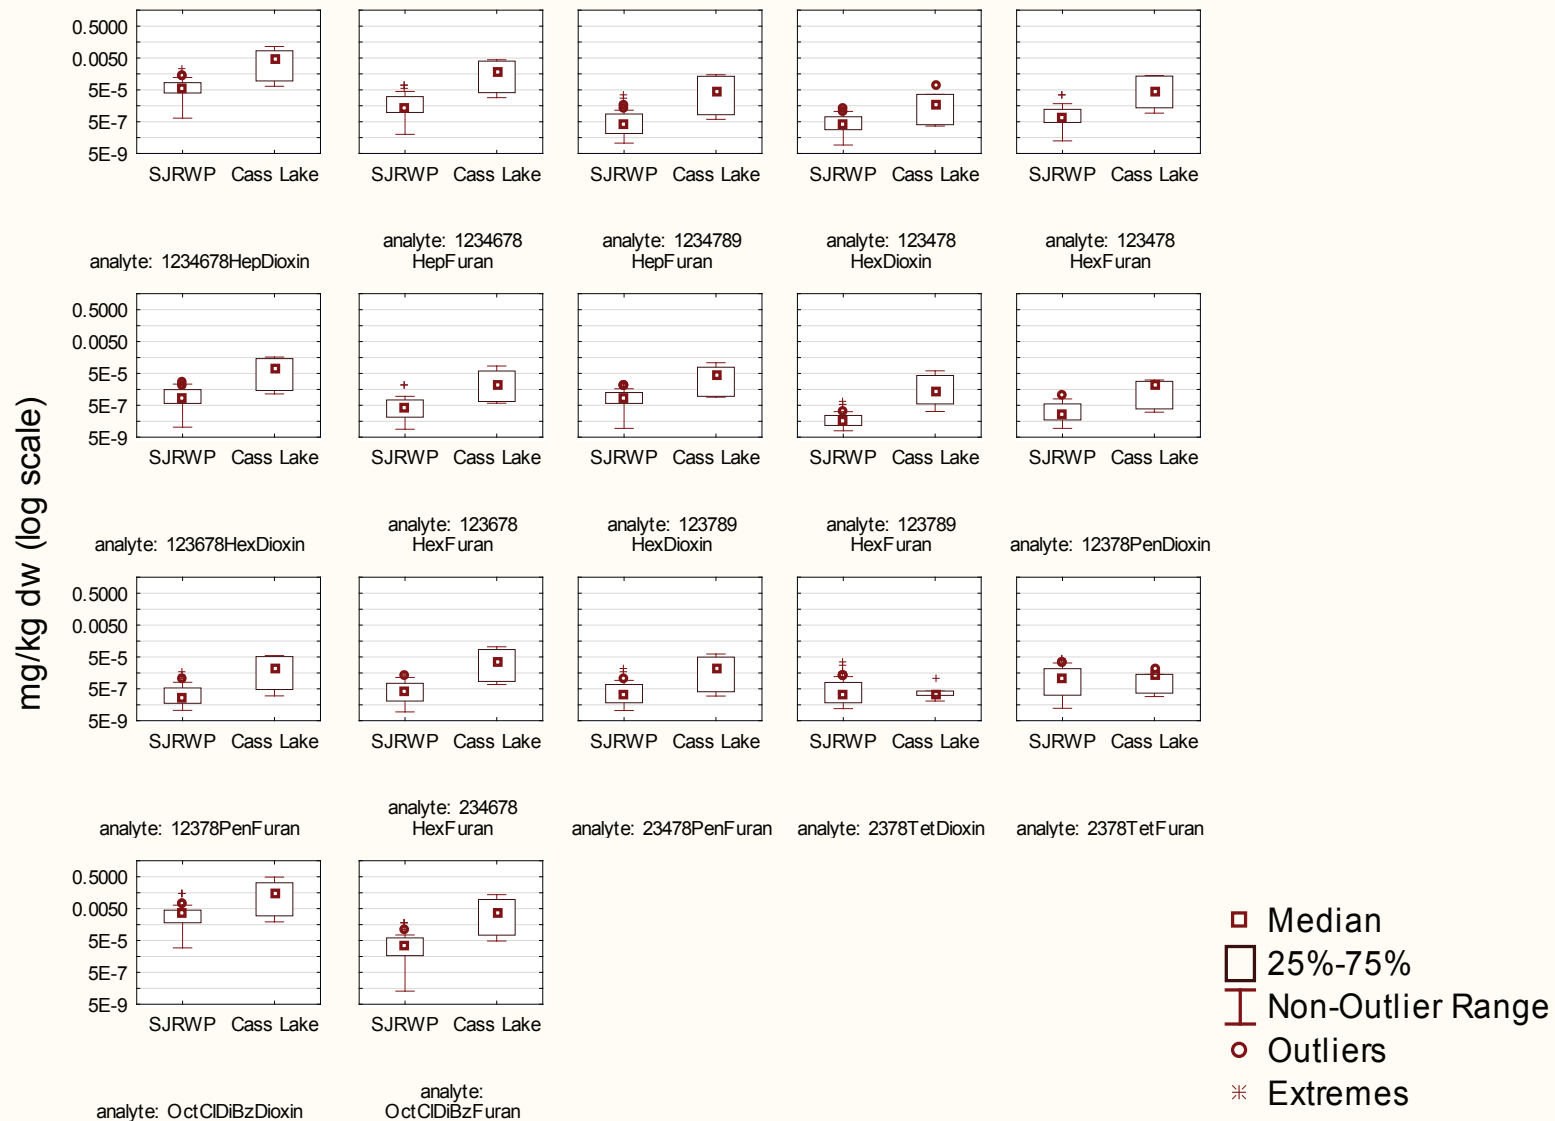 mg/kg dw (log scale)
0.5000
0.0050
5E-5
5E-7
5E-9
SJRWP Cass Lake
SJRWP Cass Lake
SJRWP Cass Lake
SJRWP Cass Lake
SJRWP Cass Lake
analyte: 1234678HepDioxin
analyte: 1234678
HepFuran
analyte: 1234789
HepFuran
analyte: 123478
HexDioxin
analyte: 123478
HexFuran
0.5000
0.0050
5E-5
5E-7
5E-9
SJRWP Cass Lake
SJRWP Cass Lake
SJRWP Cass Lake
SJRWP Cass Lake
SJRWP Cass Lake
analyte: 123678HexDioxin
analyte: 123678
HexFuran
analyte: 123789
HexDioxin
analyte: 123789
HexFuran
analyte: 12378PenDioxin
0.5000
0.0050
5E-5
5E-7
5E-9
SJRWP Cass Lake
SJRWP Cass Lake
SJRWP Cass Lake
SJRWP Cass Lake
SJRWP Cass Lake
analyte: 12378PenFuran
analyte: 234678
HexFuran
analyte: 23478PenFuran
analyte: 2378TetDioxin
analyte: 2378TetFuran
0.5000
0.0050
5E-5
5E-7
5E-9
SJRWP Cass Lake
SJRWP Cass Lake
analyte: OctClDiBzDioxin
analyte:
OctClDiBzFuran
Median
25%-75%
Non-Outlier Range
Outliers
Extremes